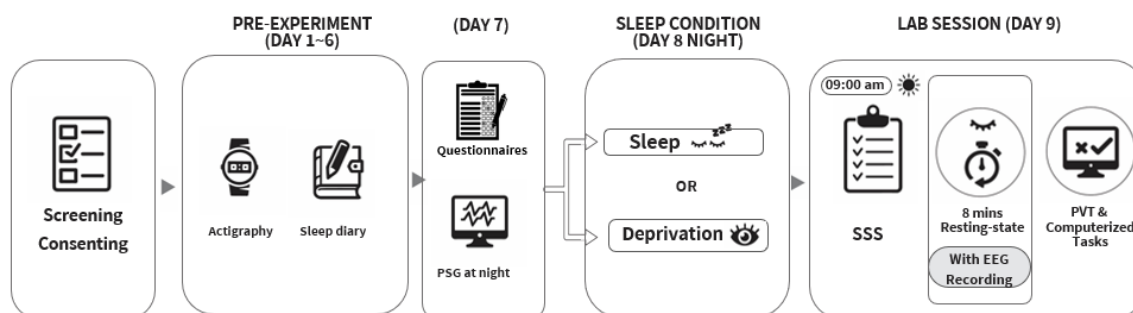 PRE-EXPERIMENT
(DAY 1~6)
(DAY 7)
SLEEP CONDITION
(DAY 8 NIGHT)
LAB SESSION (DAY 9)
Screening
Consenting
Actigraphy
Sleep diary
Questionnaires
PSG at night
Sleep zzz
OR
Deprivation
09:00 am
SSS
8 mins
Resting-state
With EEG
Recording
PVT &
Computerized
Tasks